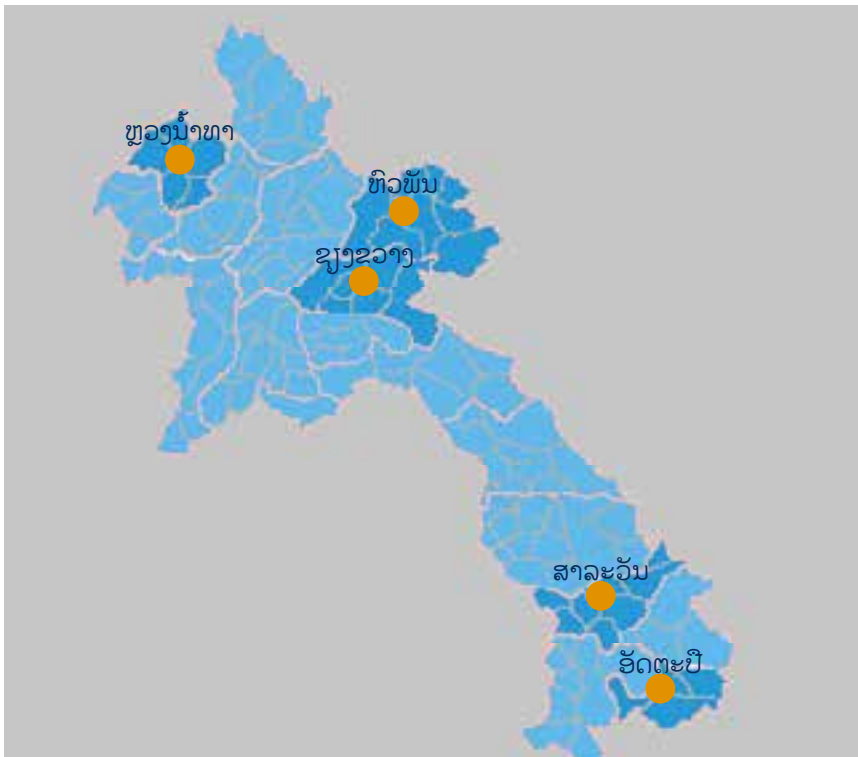 ຫຼວງນ້ຳທາ
ຫົວພັນ
ຊຽງຂວາງ
ສາລະວັນ
ອັດຕະປື